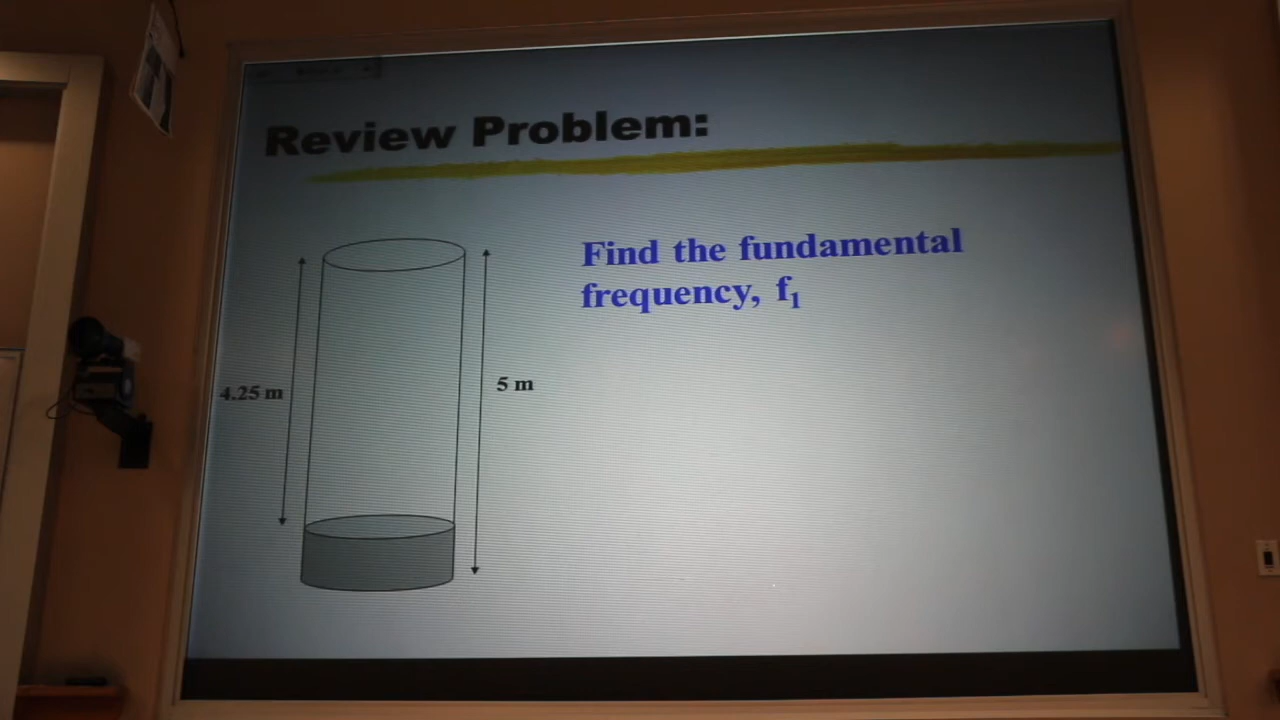 Review Problem:
Find the fundamental
frequency, f₁
4.25 m
5 m